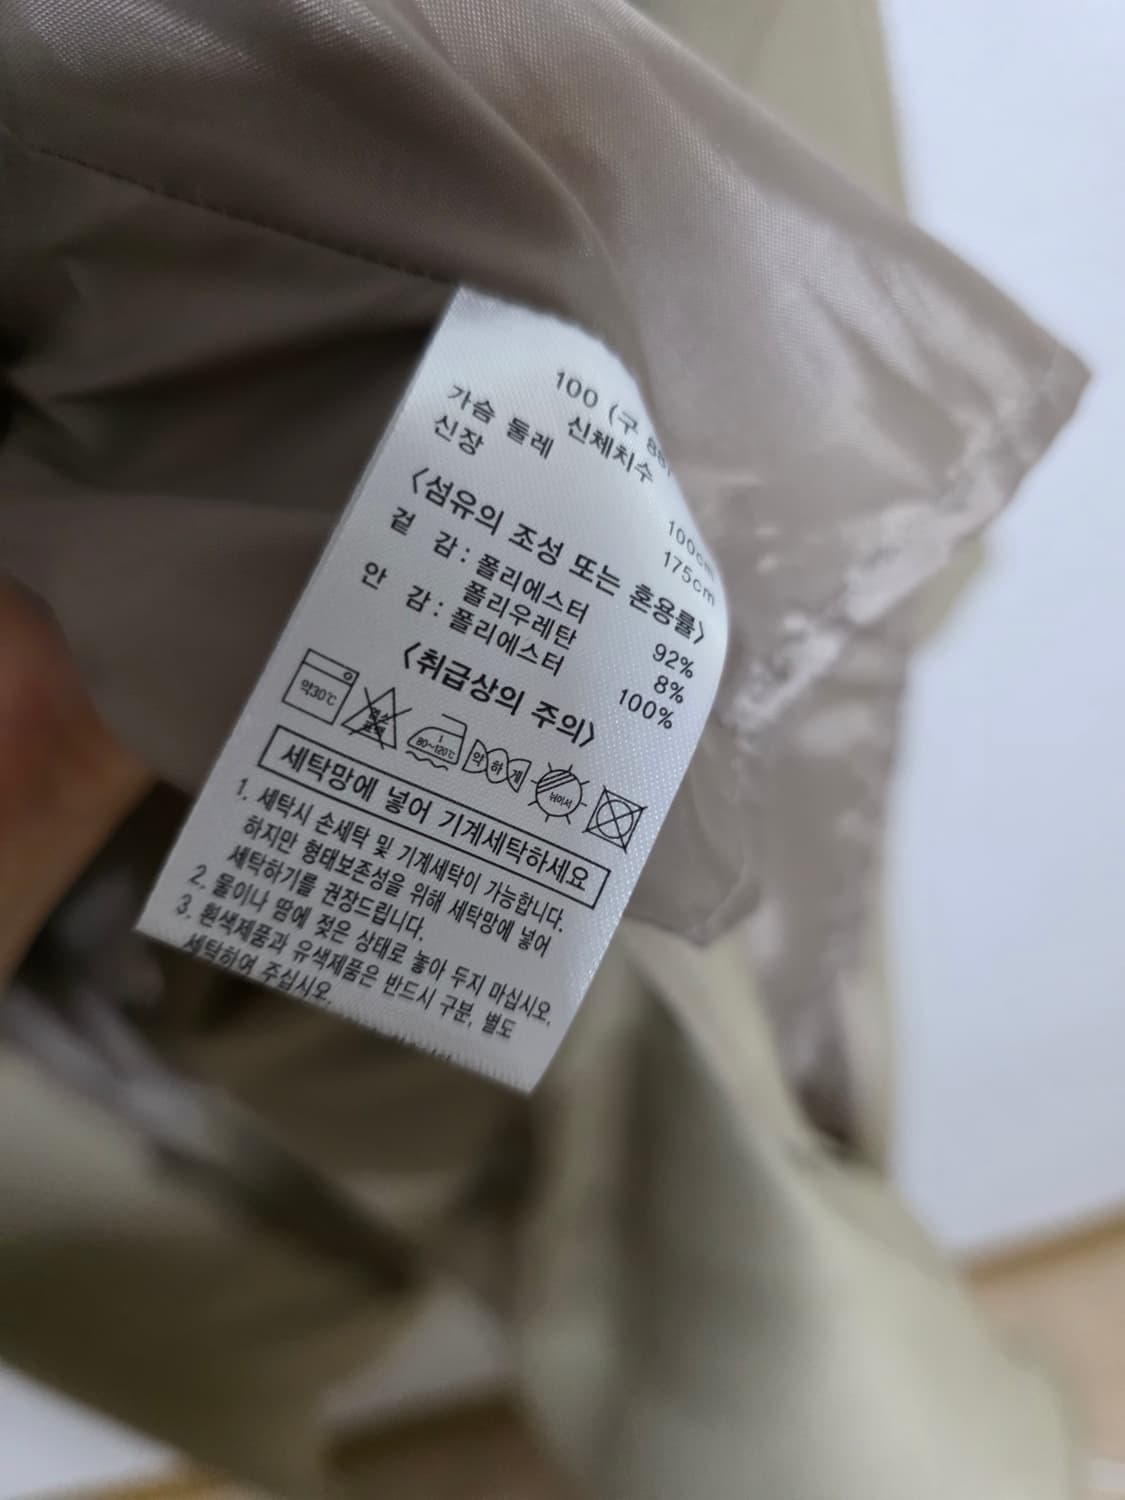 100 (구
신체치수
가슴 둘레 100cm
신장 175cm
<섬유의 조성 또는 혼용률>
겉 감 : 폴리에스터 92%
폴리우레탄 8%
안 감 : 폴리에스터 100%
<취급상의 주의>
약30℃
염소
표백
1
80~120℃
약하게
뉘어서
세탁망에 넣어 기계세탁하세요
1. 세탁시 손세탁 및 기계세탁이 가능합니다.
하지만 형태보존성을 위해 세탁망에 넣어
세탁하기를 권장드립니다.
2. 물이나 땀에 젖은 상태로 놓아 두지 마십시오.
3. 흰색제품과 유색제품은 반드시 구분, 별도
세탁하여 주십시오.